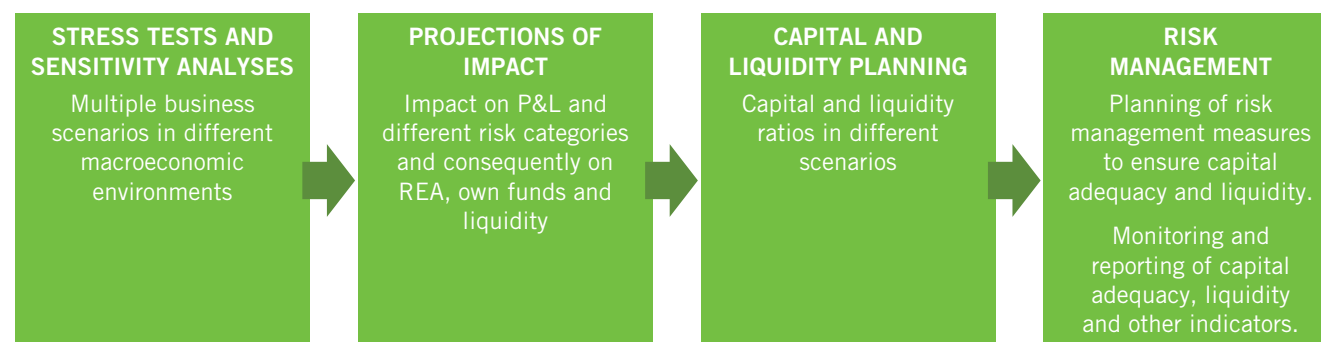 STRESS TESTS AND
SENSITIVITY ANALYSES
Multiple business
scenarios in different
macroeconomic
environments
PROJECTIONS OF
IMPACT
Impact on P&L and
different risk categories
and consequently on
REA, own funds and
liquidity
CAPITAL AND
LIQUIDITY PLANNING
Capital and liquidity
ratios in different
scenarios
RISK
MANAGEMENT
Planning of risk
management measures
to ensure capital
adequacy and liquidity.
Monitoring and
reporting of capital
adequacy, liquidity
and other indicators.